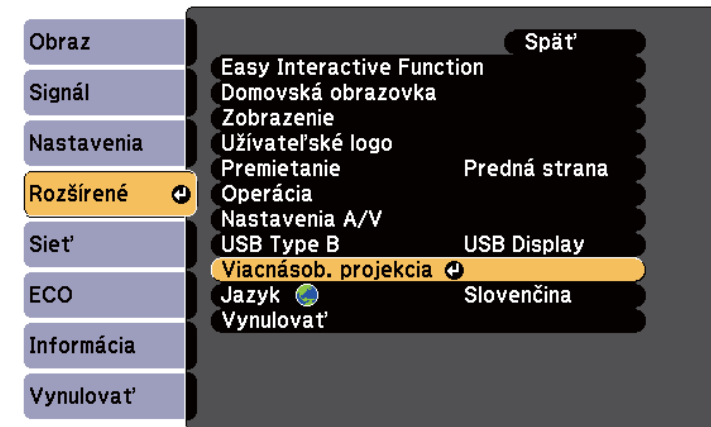 Obraz
Signál
Nastavenia
Rozšírené
Sieť
ECO
Informácia
Vynulovať
Späť
Easy Interactive Function
Domovská obrazovka
Zobrazenie
Užívateľské logo
Premietanie Predná strana
Operácia
Nastavenia A/V
USB Type B USB Display
Viacnásob. projekcia
Jazyk Slovenčina
Vynulovať